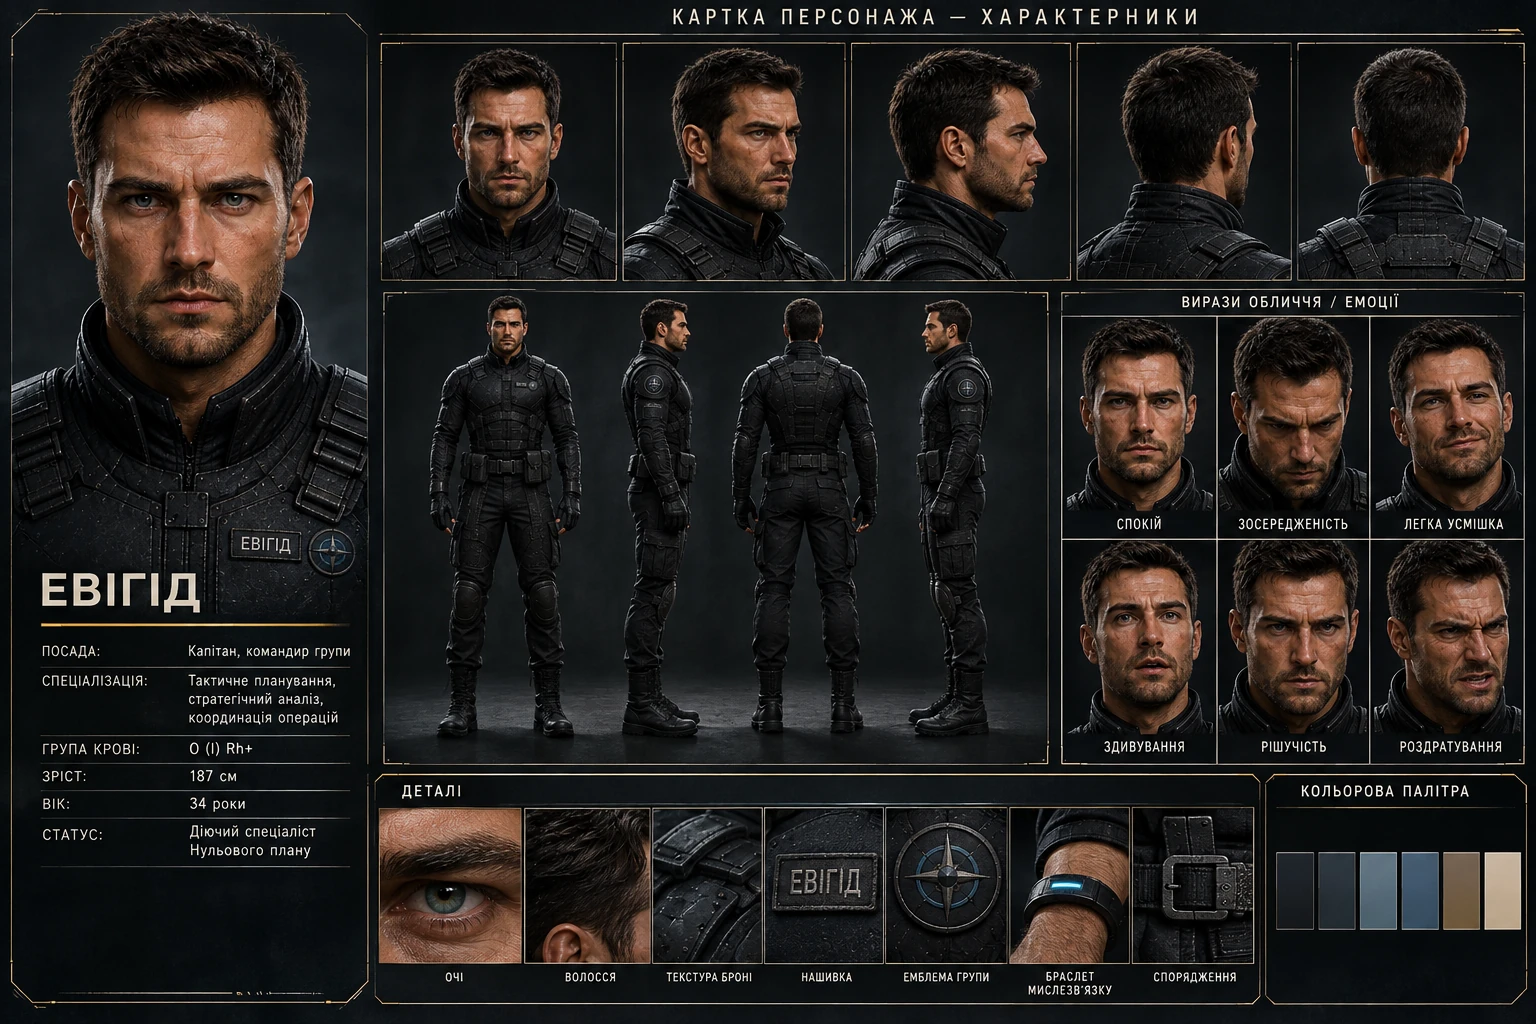 КАРТКА ПЕРСОНАЖА — ХАРАКТЕРНИКИ
ЕВІГІД
ЕВІГІД
ПОСАДА: Капітан, командир групи
СПЕЦІАЛІЗАЦІЯ: Тактичне планування,
стратегічний аналіз,
координація операцій
ГРУПА КРОВІ: О (I) Rh+
ЗРІСТ: 187 см
ВІК: 34 роки
СТАТУС: Діючий спеціаліст
Нульового плану
ВИРАЗИ ОБЛИЧЧЯ / ЕМОЦІЇ
СПОКІЙ
ЗОСЕРЕДЖЕНІСТЬ
ЛЕГКА УСМІШКА
ЗДИВУВАННЯ
РІШУЧІСТЬ
РОЗДРАТУВАННЯ
ДЕТАЛІ
ЕВІГІД
ОЧІ
ВОЛОССЯ
ТЕКСТУРА БРОНІ
НАШИВКА
ЕМБЛЕМА ГРУПИ
БРАСЛЕТ
МИСЛЕЗВ'ЯЗКУ
СПОРЯДЖЕННЯ
КОЛЬОРОВА ПАЛІТРА